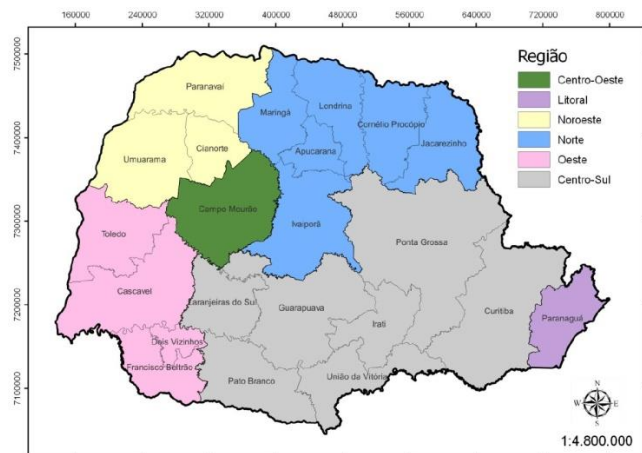 160000 240000 320000 400000 480000 560000 640000 720000 800000
7500000
7400000
7300000
7200000
7100000
Região
Centro-Oeste
Litoral
Noroeste
Norte
Oeste
Centro-Sul
Paranavaí
Maringá
Londrina
Cornélio Procópio
Jacarezinho
Umuarama
Cianorte
Apucarana
Campo Mourão
Ivaiporã
Toledo
Ponta Grossa
Cascavel
Laranjeiras do Sul
Guarapuava
Irati
Curitiba
Paranaguá
Dois Vizinhos
Francisco Beltrão
Pato Branco
União de Vitória
N
W E
S
1:4.800.000